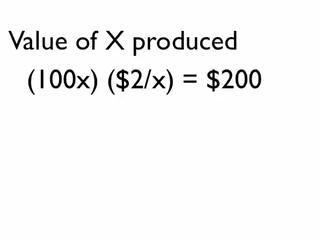 Value of X produced
(100x) ($2/x) = $200